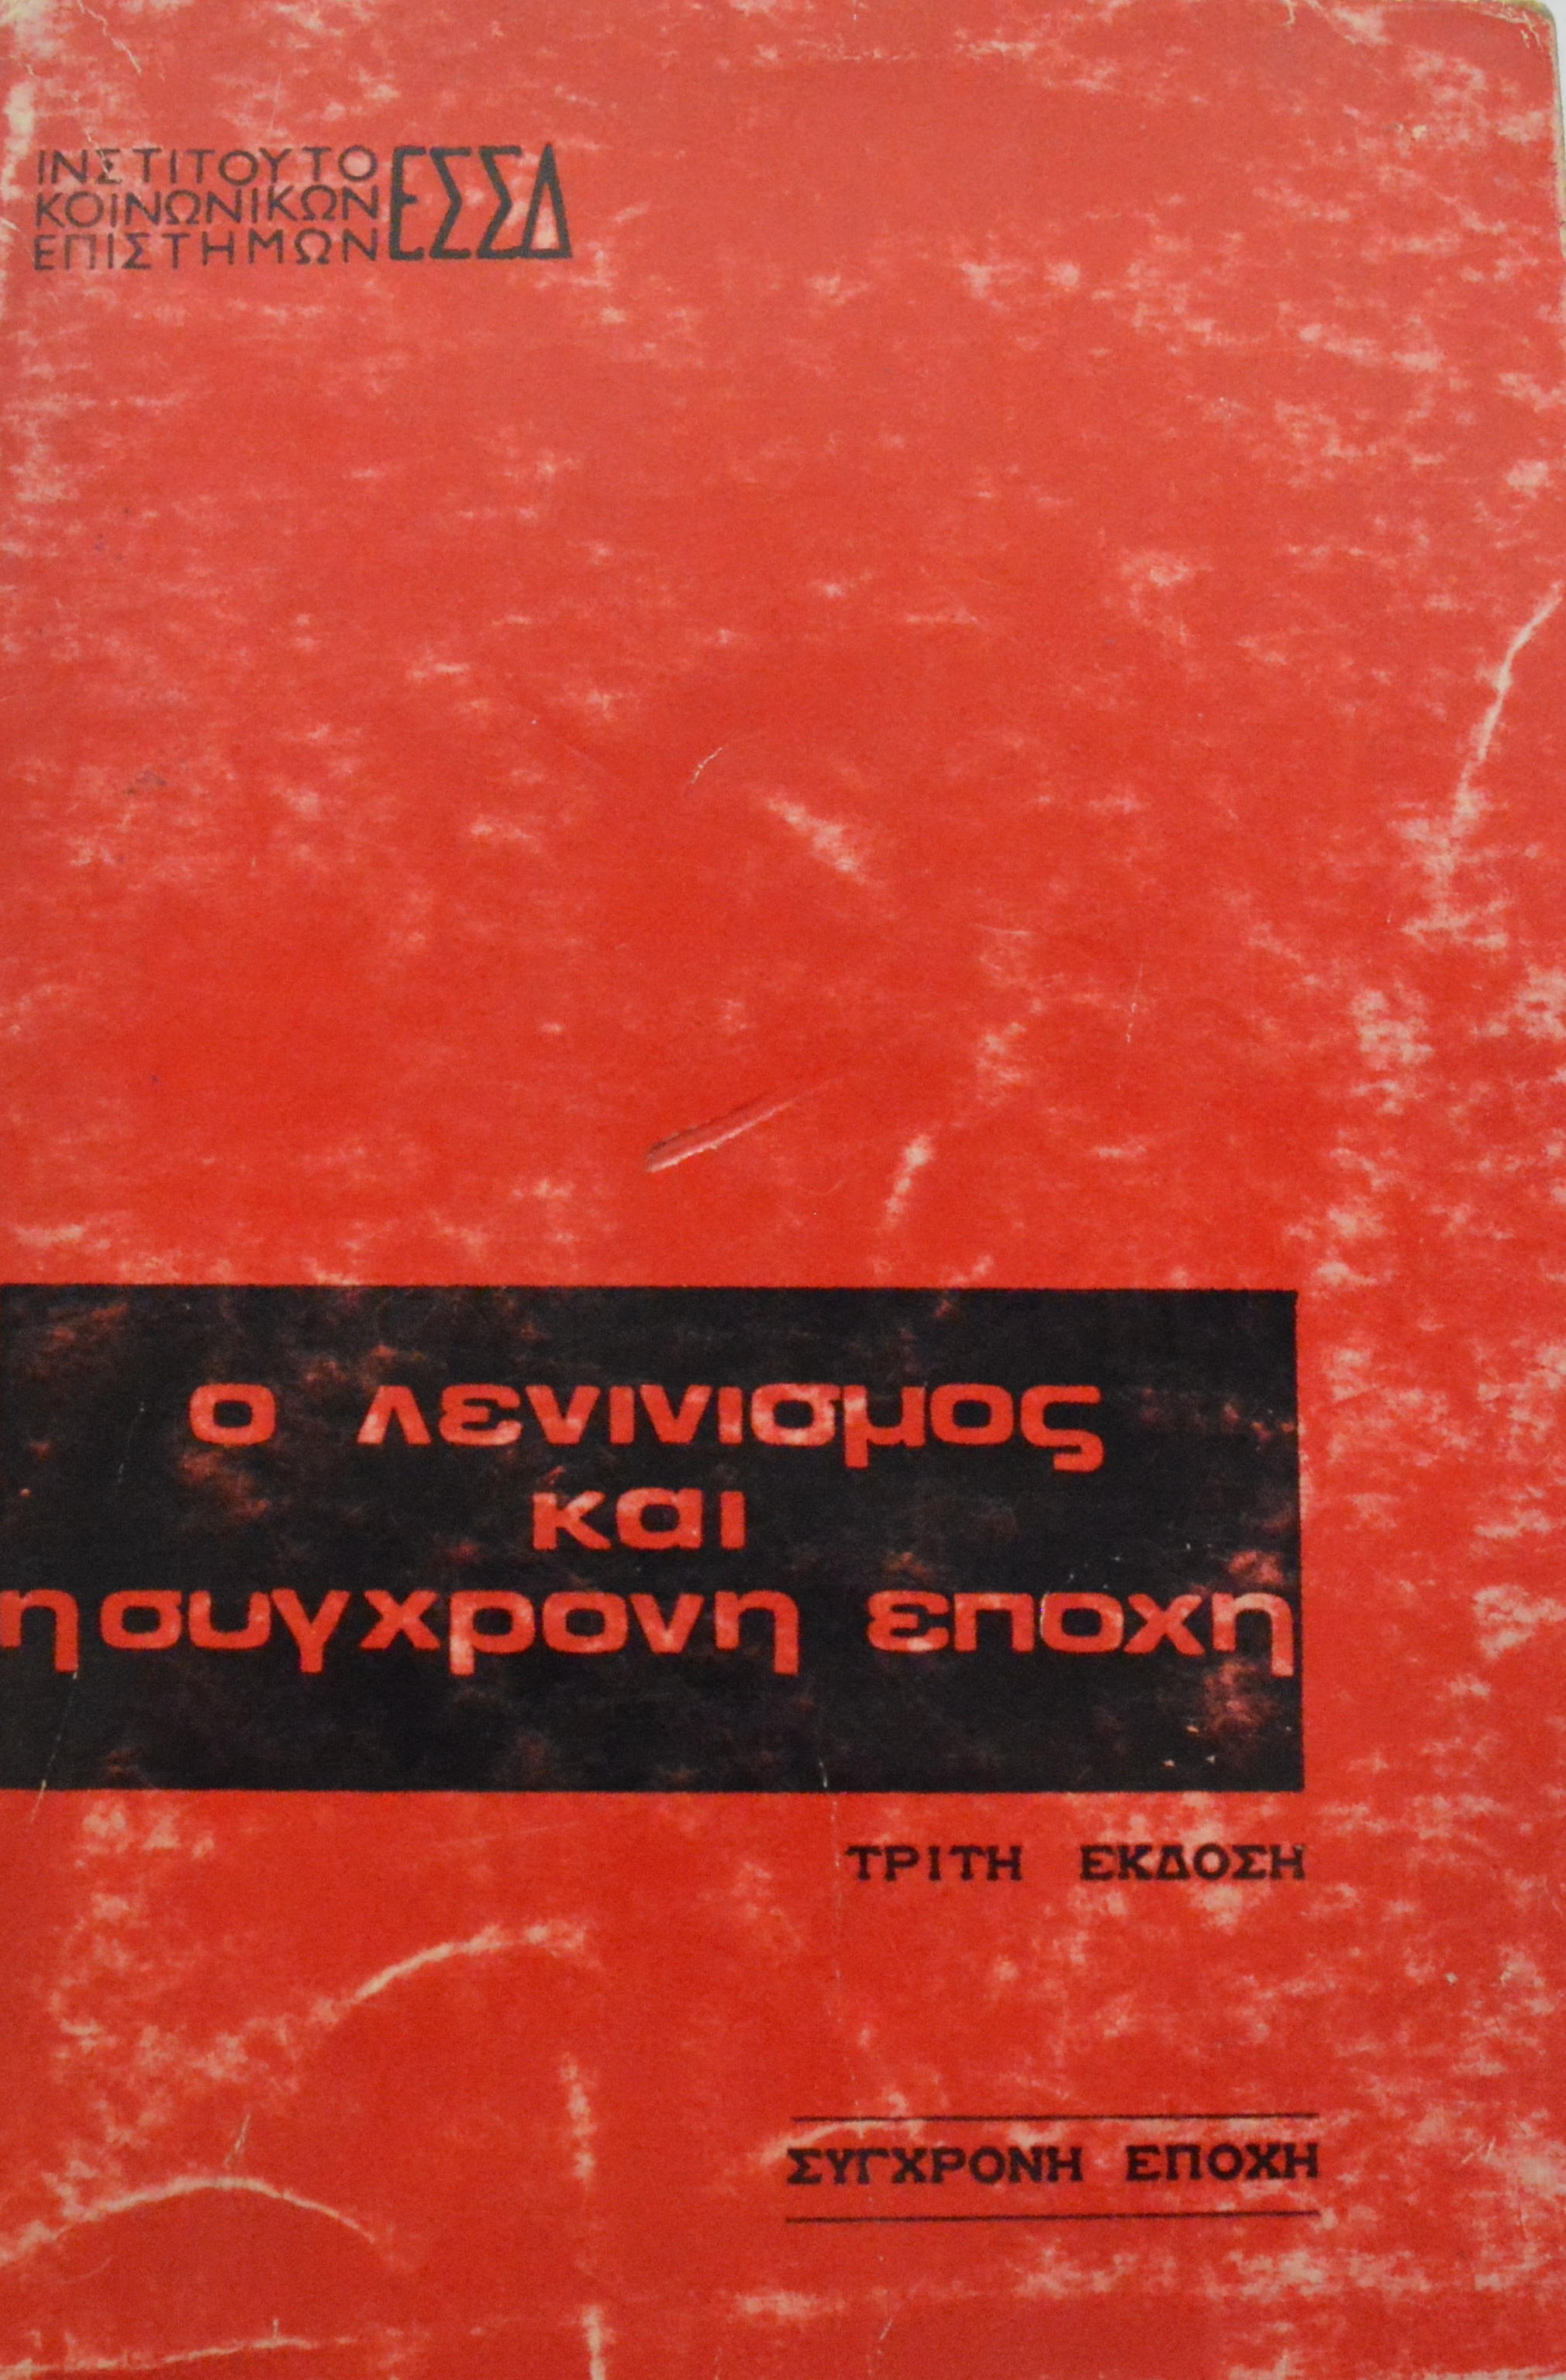 ΙΝΣΤΙΤΟΥΤΟ
ΚΟΙΝΩΝΙΚΩΝ
ΕΠΙΣΤΗΜΩΝ
ΕΣΣΔ
ο λενινισμος
και
η συγχρονη εποχη
ΤΡΙΤΗ ΕΚΔΟΣΗ
ΣΥΓΧΡΟΝΗ ΕΠΟΧΗ